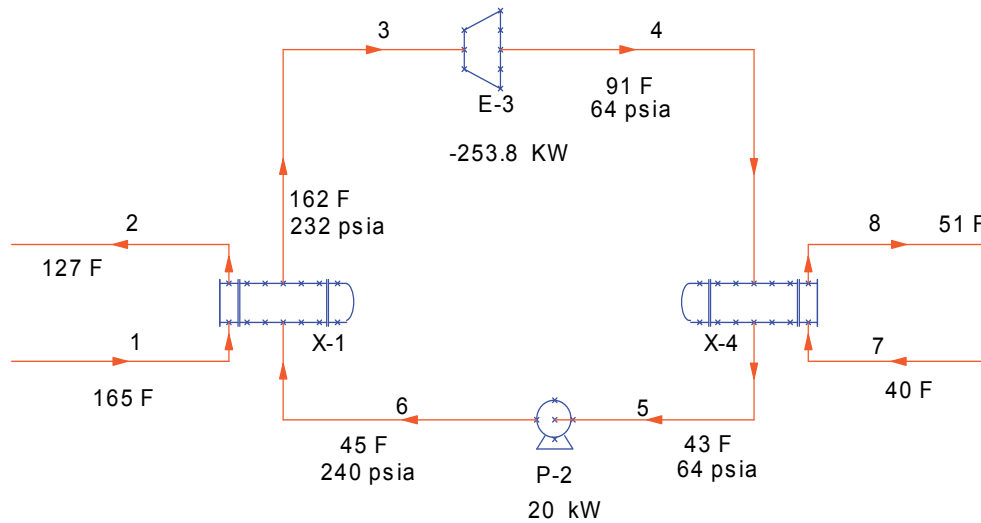 3
4
E-3
91 F
64 psia
-253.8 KW
162 F
232 psia
2
127 F
8
51 F
1
165 F
X-1
X-4
7
40 F
6
45 F
240 psia
5
43 F
64 psia
P-2
20 kW